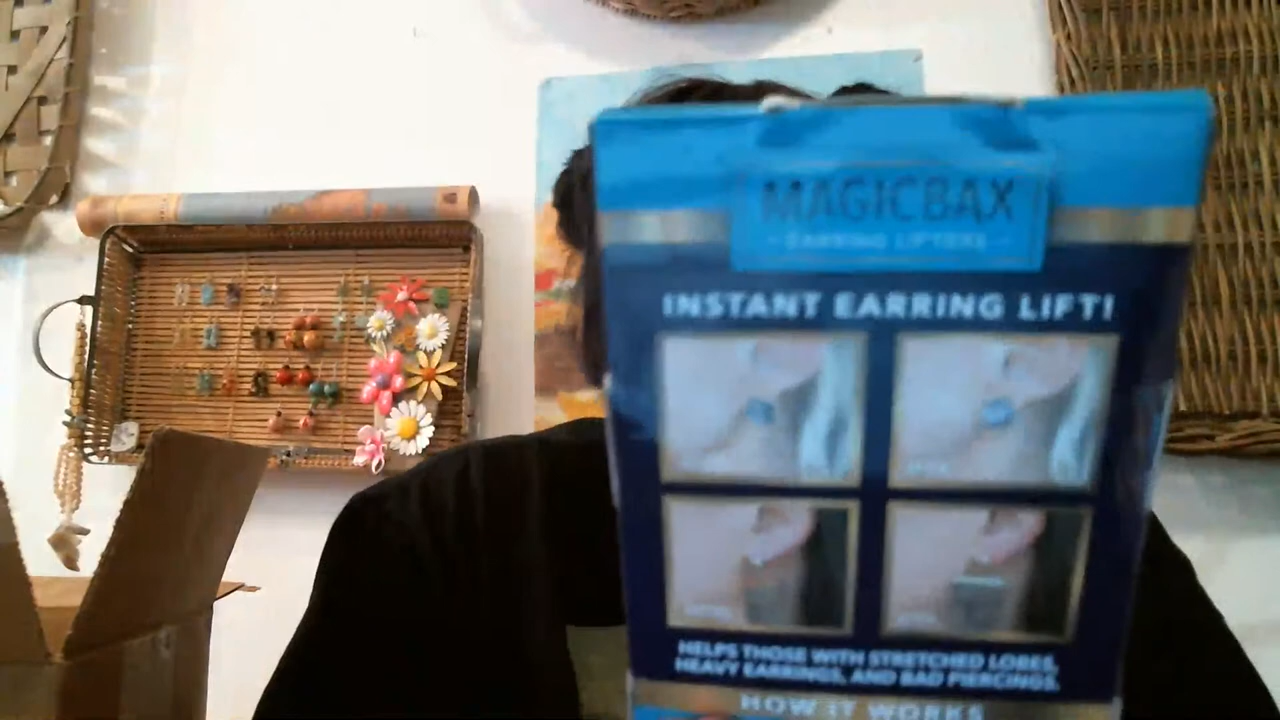 MAGICBAX
- EARRING LIFTERS -
INSTANT EARRING LIFT!
HELPS THOSE WITH STRETCHED LOBES,
HEAVY EARRINGS, AND BAD PIERCINGS.
HOW IT WORKS